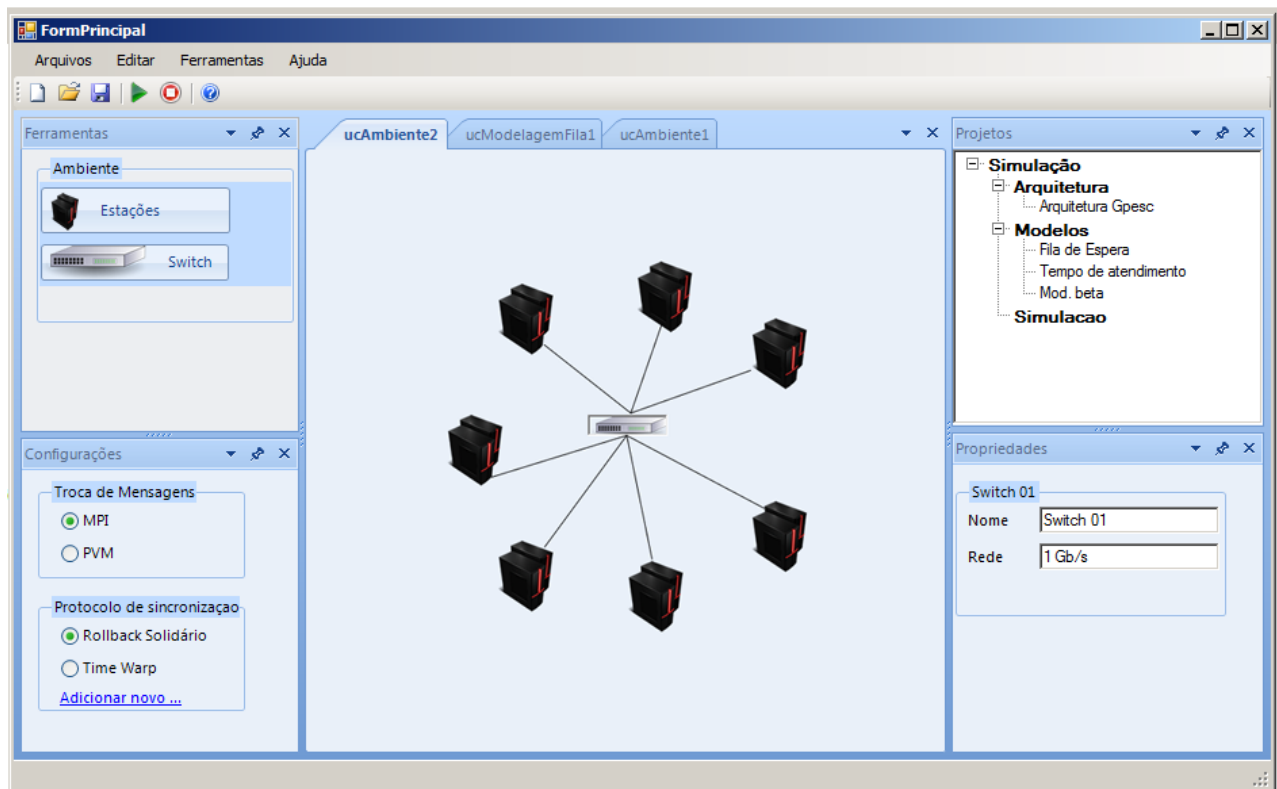 FormPrincipal
Arquivos Editar Ferramentas Ajuda
Ferramentas
Ambiente
Estações
Switch
Configurações
Troca de Mensagens
MPI
PVM
Protocolo de sincronizaçao
Rollback Solidário
Time Warp
Adicionar novo ...
ucAmbiente2 ucModelagemFila1 ucAmbiente1
Projetos
Simulação
Arquitetura
Arquitetura Gpesc
Modelos
Fila de Espera
Tempo de atendimento
Mod. beta
Simulacao
Propriedades
Switch 01
Nome Switch 01
Rede 1 Gb/s